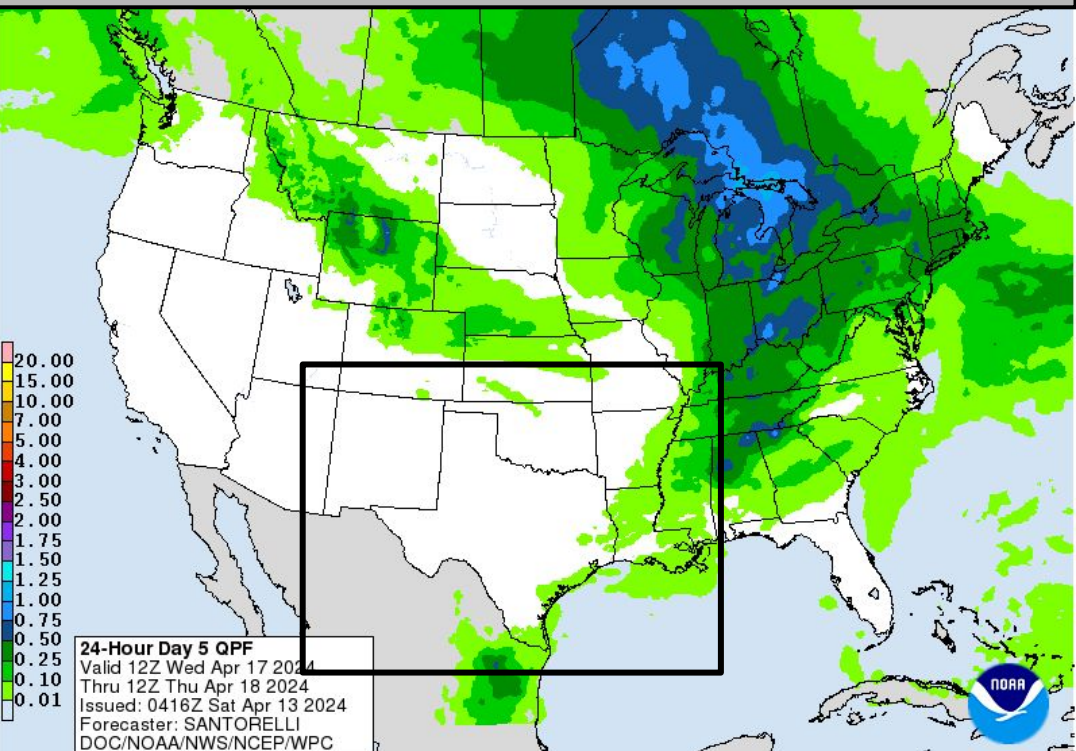 20.00
15.00
10.00
7.00
5.00
4.00
3.00
2.50
2.00
1.75
1.50
1.25
1.00
0.75
0.50
0.25
0.10
0.01
24-Hour Day 5 QPF
Valid 12Z Wed Apr 17 2024
Thru 12Z Thu Apr 18 2024
Issued: 0416Z Sat Apr 13 2024
Forecaster: SANTORELLI
DOC/NOAA/NWS/NCEP/WPC
NOAA